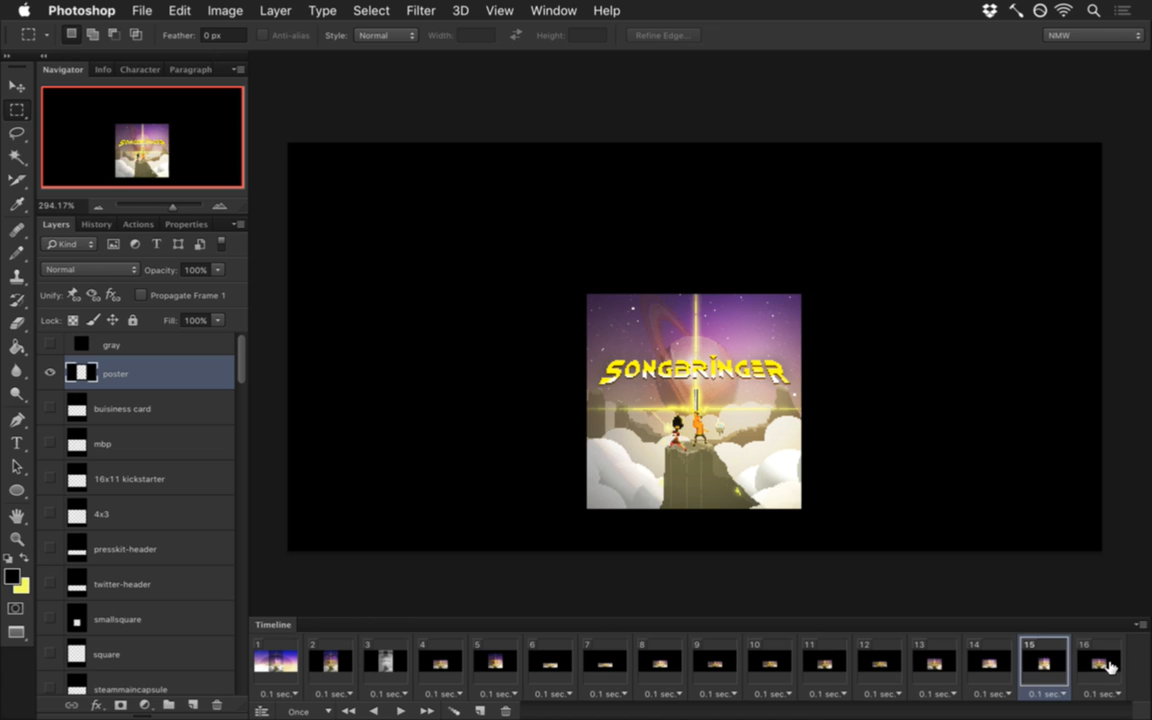 Photoshop File Edit Image Layer Type Select Filter 3D View Window Help
Feather: 0 px Anti-alias Style: Normal Width: Height: Refine Edge... NMW
Navigator Info Character Paragraph
SONGBRINGER
294.17%
Layers History Actions Properties
Kind T
Normal Opacity: 100%
Unify: Propagate Frame 1
Lock: Fill: 100%
gray
poster
buisiness card
mbp
16x11 kickstarter
4x3
presskit-header
twitter-header
smallsquare
square
steammaincapsule
fx
SONGBRINGER
Timeline
1 2 3 4 5 6 7 8 9 10 11 12 13 14 15 16
0.1 sec. 0.1 sec. 0.1 sec. 0.1 sec. 0.1 sec. 0.1 sec. 0.1 sec. 0.1 sec. 0.1 sec. 0.1 sec. 0.1 sec. 0.1 sec. 0.1 sec. 0.1 sec. 0.1 sec. 0.1 sec.
Once